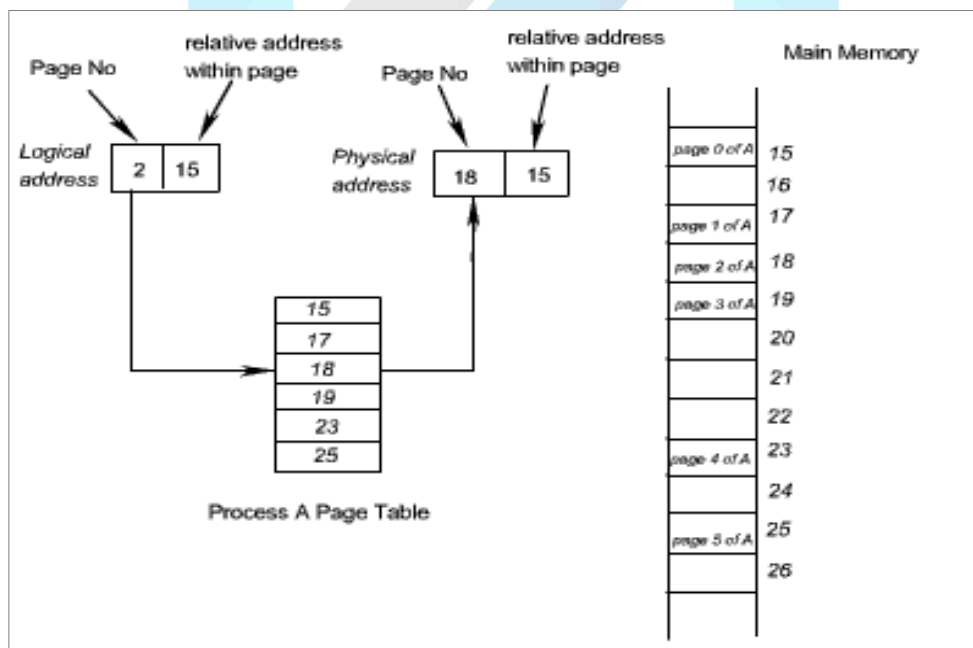 relative address
within page
Page No
Logical
address
2 15
relative address
within page
Page No
Physical
address
18 15
15
17
18
19
23
25
Process A Page Table
Main Memory
page 0 of A 15
16
page 1 of A 17
page 2 of A 18
page 3 of A 19
20
21
22
page 4 of A 23
24
page 5 of A 25
26